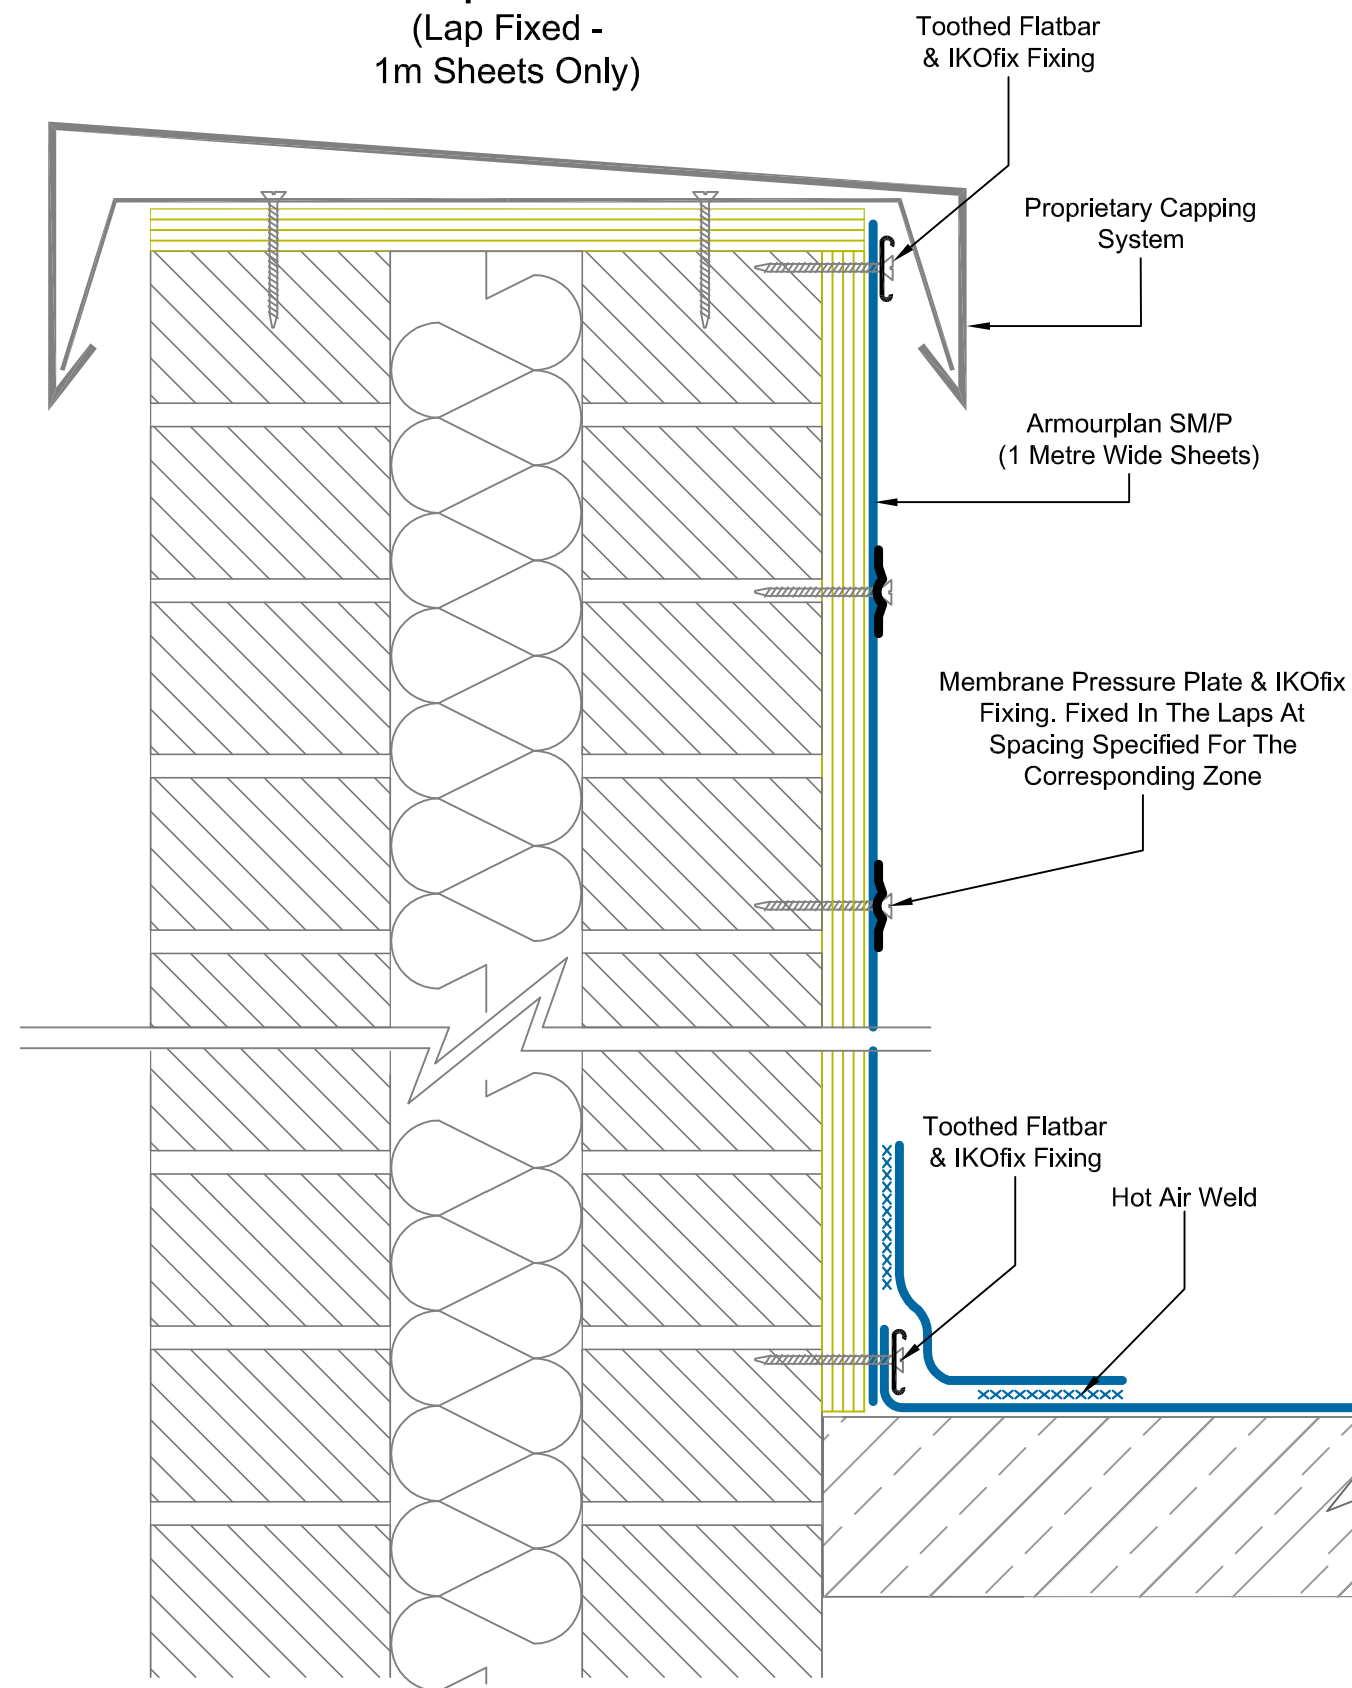 (Lap Fixed -
1m Sheets Only)
Toothed Flatbar
& IKOfix Fixing
Proprietary Capping
System
Armourplan SM/P
(1 Metre Wide Sheets)
Membrane Pressure Plate & IKOfix
Fixing. Fixed In The Laps At
Spacing Specified For The
Corresponding Zone
Toothed Flatbar
& IKOfix Fixing
Hot Air Weld